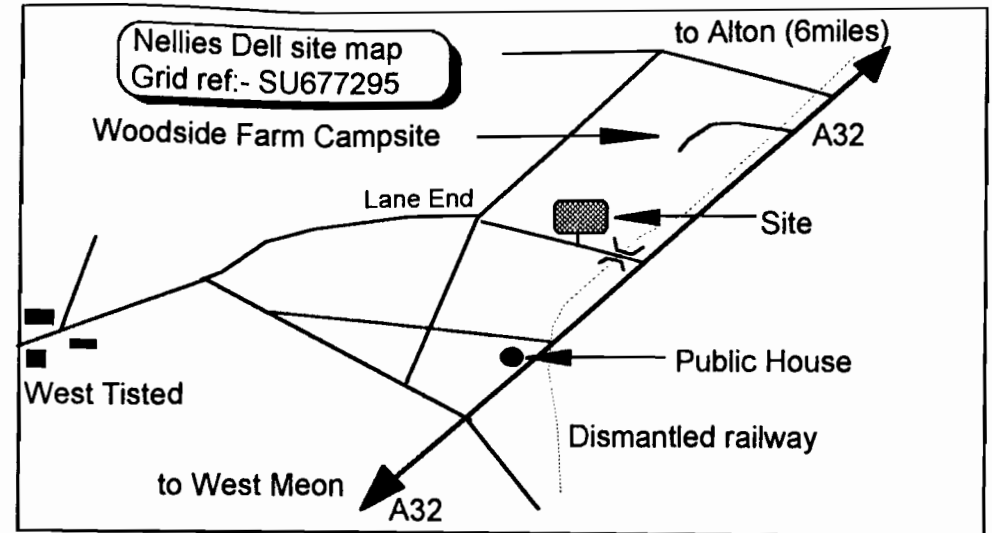 Nellies Dell site map
Grid ref:- SU677295
to Alton (6miles)
Woodside Farm Campsite
A32
Lane End
Site
Public House
West Tisted
Dismantled railway
to West Meon
A32